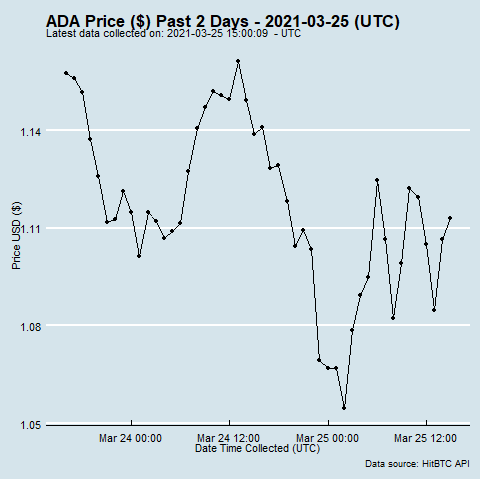 ADA Price ($) Past 2 Days - 2021-03-25 (UTC)
Latest data collected on: 2021-03-25 15:00:09 - UTC
1.14
1.11
1.08
1.05
Price USD ($)
Mar 24 00:00 Mar 24 12:00 Mar 25 00:00 Mar 25 12:00
Date Time Collected (UTC)
Data source: HitBTC API